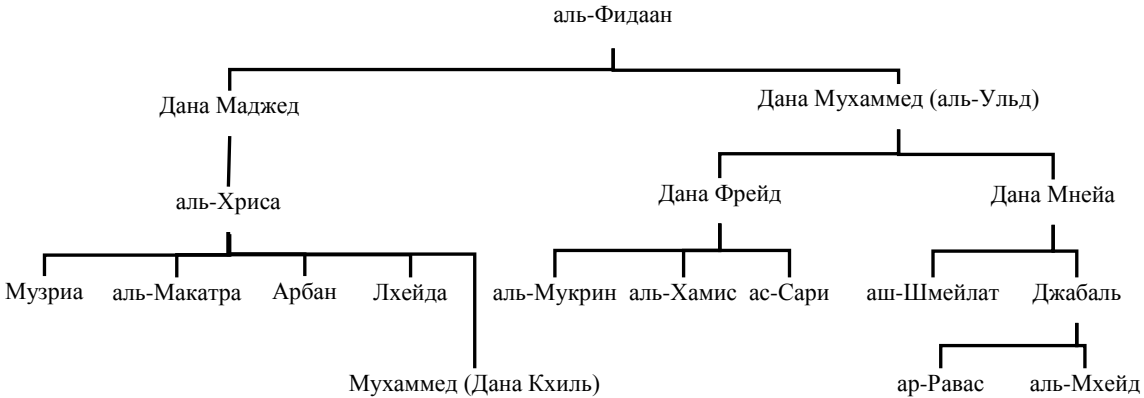 аль-Фидаан
Дана Маджед
Дана Мухаммед (аль-Ульд)
аль-Хриса
Дана Фрейд
Дана Мнейа
Музриа
аль-Макатра
Арбан
Лхейда
аль-Мукрин
аль-Хамис
ас-Сари
аш-Шмейлат
Джабаль
Мухаммед (Дана Кхиль)
ар-Равас
аль-Мхейд